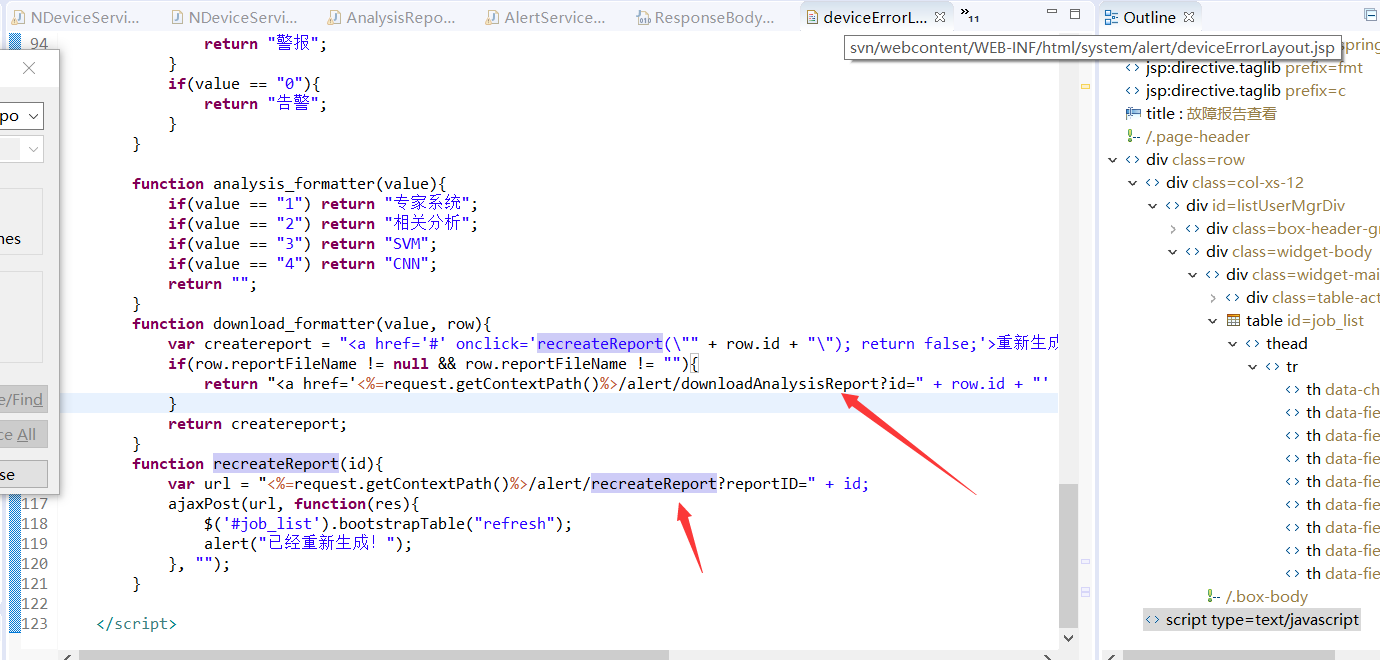 NDeviceServi...
NDeviceServi...
AnalysisRepo...
AlertService...
ResponseBody...
deviceErrorL...
»11
Outline
svn/webcontent/WEB-INF/html/system/alert/deviceErrorLayout.jsp
pring
94
return "警报";
}
if(value == "0"){
return "告警";
}
}
function analysis_formatter(value){
if(value == "1") return "专家系统";
if(value == "2") return "相关分析";
if(value == "3") return "SVM";
if(value == "4") return "CNN";
return "";
}
function download_formatter(value, row){
var createreport = "<a href='#' onclick='recreateReport(\"" + row.id + "\"); return false;'>重新生成
if(row.reportFileName != null && row.reportFileName != ""){
return "<a href='<%=request.getContextPath()%>/alert/downloadAnalysisReport?id=" + row.id + "'
}
return createreport;
}
function recreateReport(id){
var url = "<%=request.getContextPath()%>/alert/recreateReport?reportID=" + id;
117 ajaxPost(url, function(res){
118 $('#job_list').bootstrapTable("refresh");
119 alert("已经重新生成！");
120 }, "");
121 }
122
123 </script>
po
nes
e/Find
ce All
se
jsp:directive.taglib prefix=fmt
jsp:directive.taglib prefix=c
title : 故障报告查看
/.page-header
div class=row
div class=col-xs-12
div id=listUserMgrDiv
div class=box-header-gr
div class=widget-body
div class=widget-mai
div class=table-act
table id=job_list
thead
tr
th data-ch
th data-fie
th data-fie
th data-fie
th data-fie
th data-fie
th data-fie
th data-fie
th data-fie
/.box-body
script type=text/javascript